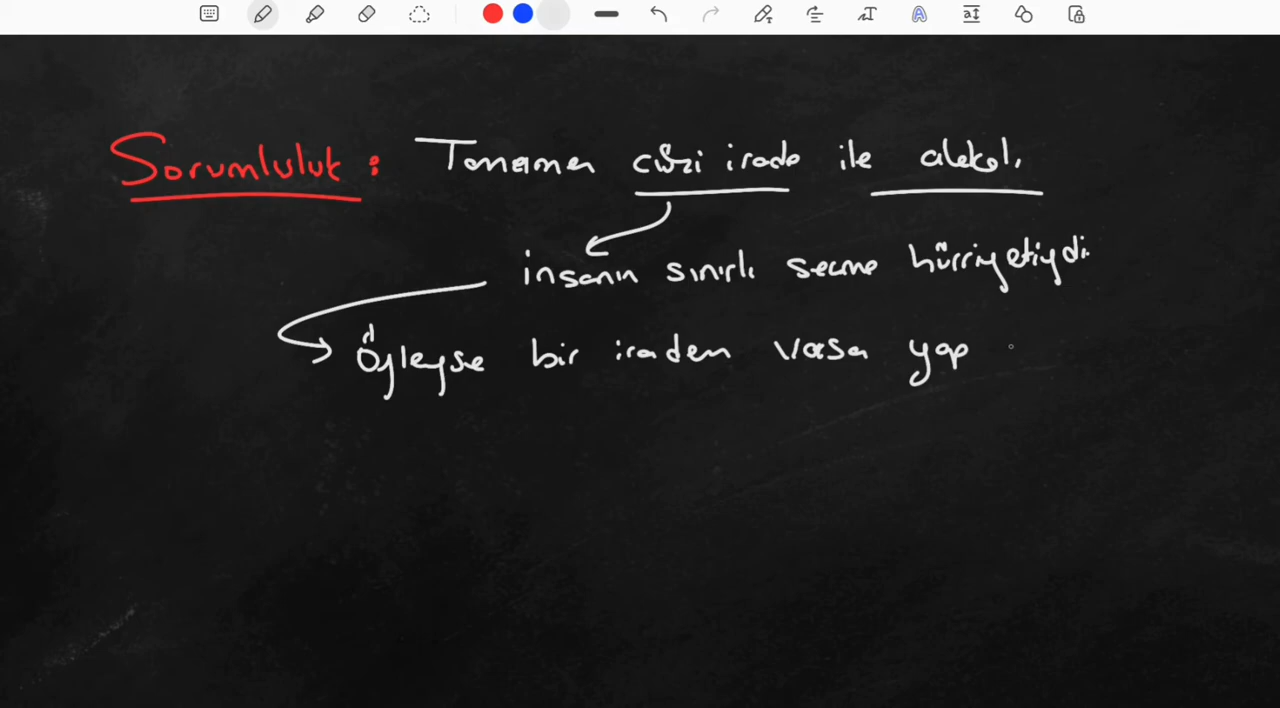 Sorumluluk : Tamamen cüzi irade ile alakalı.
insanın sınırlı seçme hürriyetiydi
Öyleyse bir iraden varsa yap